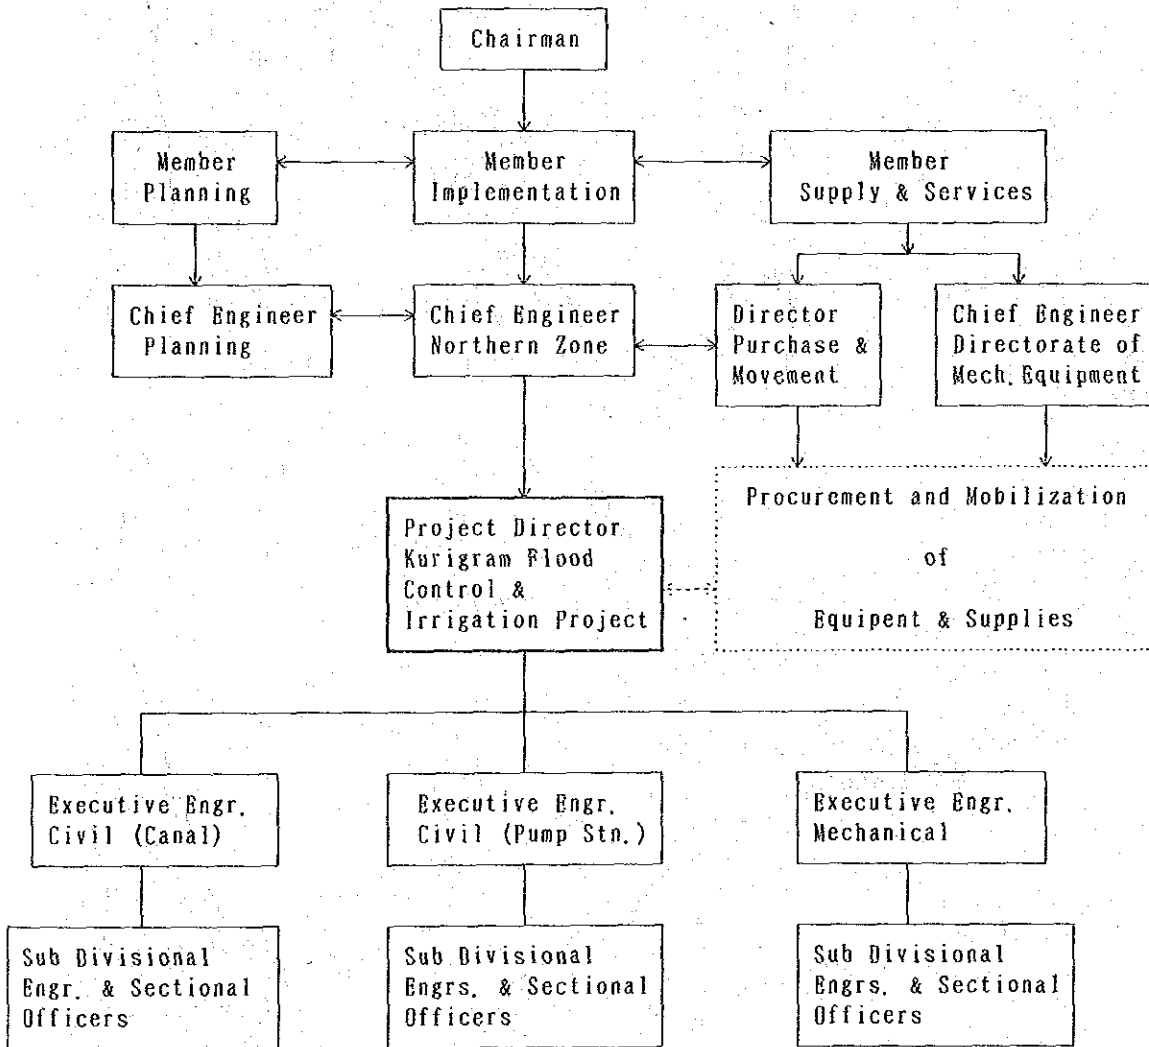 Chairman
Member
Planning
Member
Implementation
Member
Supply & Services
Chief Engineer
Planning
Chief Engineer
Northern Zone
Director
Purchase &
Movement
Chief Engineer
Directorate of
Mech. Equipment
Project Director
Kurigram Flood
Control &
Irrigation Project
Procurement and Mobilization
of
Equipent & Supplies
Executive Engr.
Civil (Canal)
Executive Engr.
Civil (Pump Stn.)
Executive Engr.
Mechanical
Sub Divisional
Engr. & Sectional
Officers
Sub Divisional
Engrs. & Sectional
Officers
Sub Divisional
Engrs. & Sectional
Officers